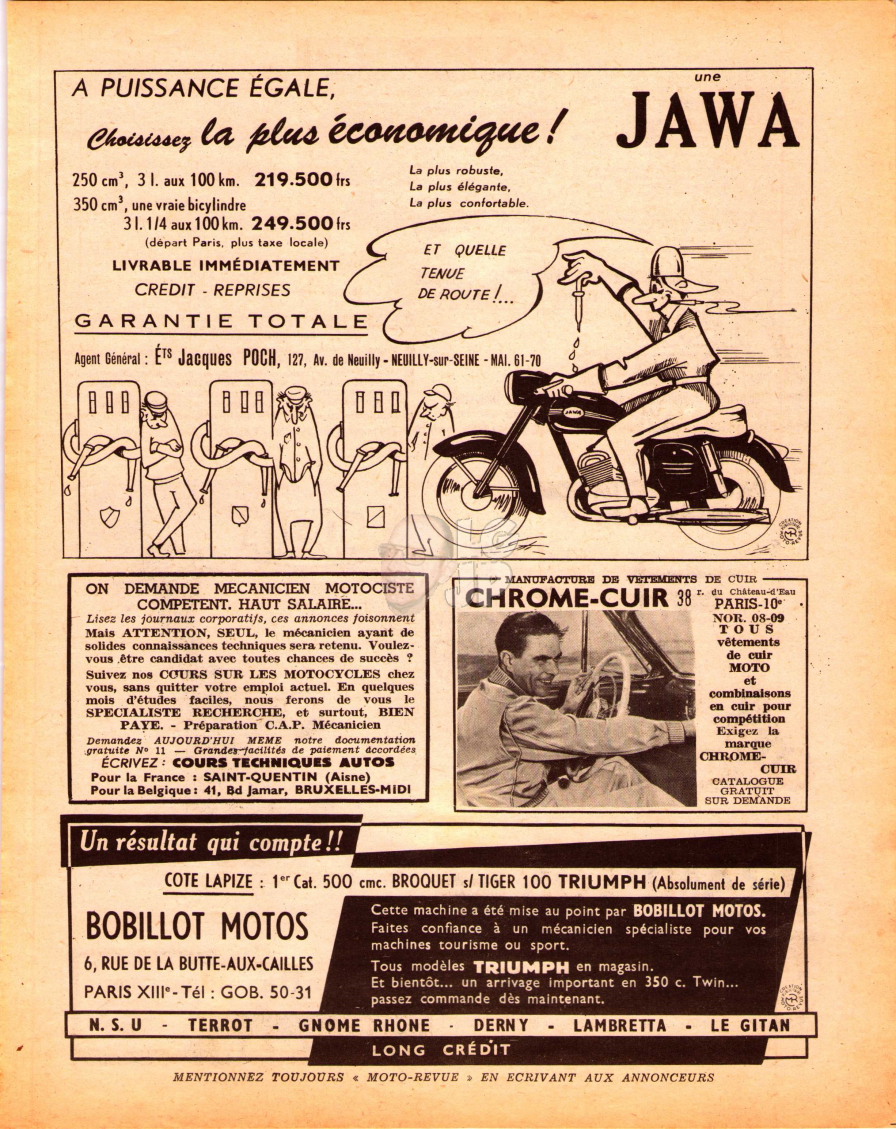 A PUISSANCE ÉGALE,
Choisissez la plus économique !
une
JAWA
250 cm³, 3 l. aux 100 km. 219.500 frs
350 cm³, une vraie bicylindre
3 l. 1/4 aux 100 km. 249.500 frs
(départ Paris, plus taxe locale)
LIVRABLE IMMÉDIATEMENT
CREDIT - REPRISES
GARANTIE TOTALE
La plus robuste,
La plus élégante,
La plus confortable.
ET QUELLE
TENUE
DE ROUTE !...
Agent Général : ÉTS Jacques POCH, 127, Av. de Neuilly - NEUILLY-sur-SEINE - MAI. 61-70
JAWA
ON DEMANDE MECANICIEN MOTOCISTE
COMPETENT. HAUT SALAIRE...
Lisez les journaux corporatifs, ces annonces foisonnent
Mais ATTENTION, SEUL, le mécanicien ayant de
solides connaissances techniques sera retenu. Voulez-
vous être candidat avec toutes chances de succès ?
Suivez nos COURS SUR LES MOTOCYCLES chez
vous, sans quitter votre emploi actuel. En quelques
mois d'études faciles, nous ferons de vous le
SPECIALISTE RECHERCHE, et surtout, BIEN
PAYE. - Préparation C.A.P. Mécanicien
Demandez AUJOURD'HUI MEME notre documentation
gratuite N° 11 — Grandes facilités de paiement accordées
ÉCRIVEZ : COURS TECHNIQUES AUTOS
Pour la France : SAINT-QUENTIN (Aisne)
Pour la Belgique : 41, Bd Jamar, BRUXELLES-MIDI
MANUFACTURE DE VETEMENTS DE CUIR
CHROME-CUIR 38 r. du Château-d'Eau
PARIS-10e
NOR. 08-09
TOUS
vêtements
de cuir
MOTO
et
combinaisons
en cuir pour
compétition
Exigez la
marque
CHROME-
CUIR
CATALOGUE
GRATUIT
SUR DEMANDE
Un résultat qui compte !!
COTE LAPIZE : 1er Cat. 500 cmc. BROQUET s/ TIGER 100 TRIUMPH (Absolument de série)
BOBILLOT MOTOS
6, RUE DE LA BUTTE-AUX-CAILLES
PARIS XIIIe - Tél : GOB. 50-31
Cette machine a été mise au point par BOBILLOT MOTOS.
Faites confiance à un mécanicien spécialiste pour vos
machines tourisme ou sport.
Tous modèles TRIUMPH en magasin.
Et bientôt... un arrivage important en 350 c. Twin...
passez commande dès maintenant.
N.S.U - TERROT - GNOME RHONE - DERNY - LAMBRETTA - LE GITAN
LONG CRÉDIT
MENTIONNEZ TOUJOURS « MOTO-REVUE » EN ECRIVANT AUX ANNONCEURS